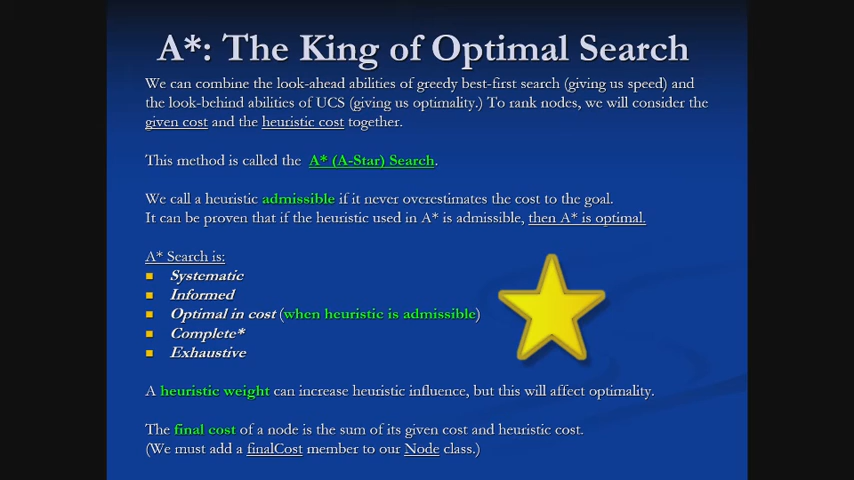 A*: The King of Optimal Search
We can combine the look-ahead abilities of greedy best-first search (giving us speed) and
the look-behind abilities of UCS (giving us optimality.) To rank nodes, we will consider the
given cost and the heuristic cost together.
This method is called the A* (A-Star) Search.
We call a heuristic admissible if it never overestimates the cost to the goal.
It can be proven that if the heuristic used in A* is admissible, then A* is optimal.
A* Search is:
Systematic
Informed
Optimal in cost (when heuristic is admissible)
Complete*
Exhaustive
A heuristic weight can increase heuristic influence, but this will affect optimality.
The final cost of a node is the sum of its given cost and heuristic cost.
(We must add a finalCost member to our Node class.)